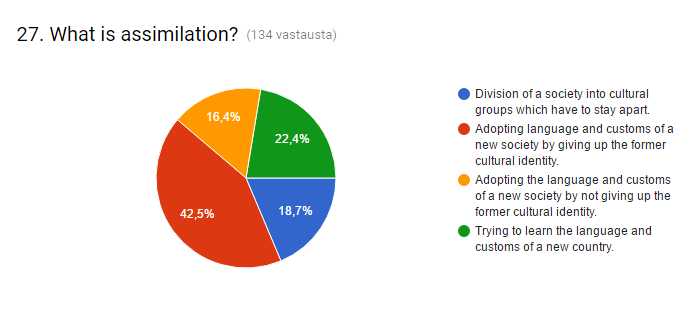 27. What is assimilation? (134 vastausta)
16,4%
22,4%
42,5%
18,7%
Division of a society into cultural
groups which have to stay apart.
Adopting language and customs of a
new society by giving up the former
cultural identity.
Adopting the language and customs
of a new society by not giving up the
former cultural identity.
Trying to learn the language and
customs of a new country.